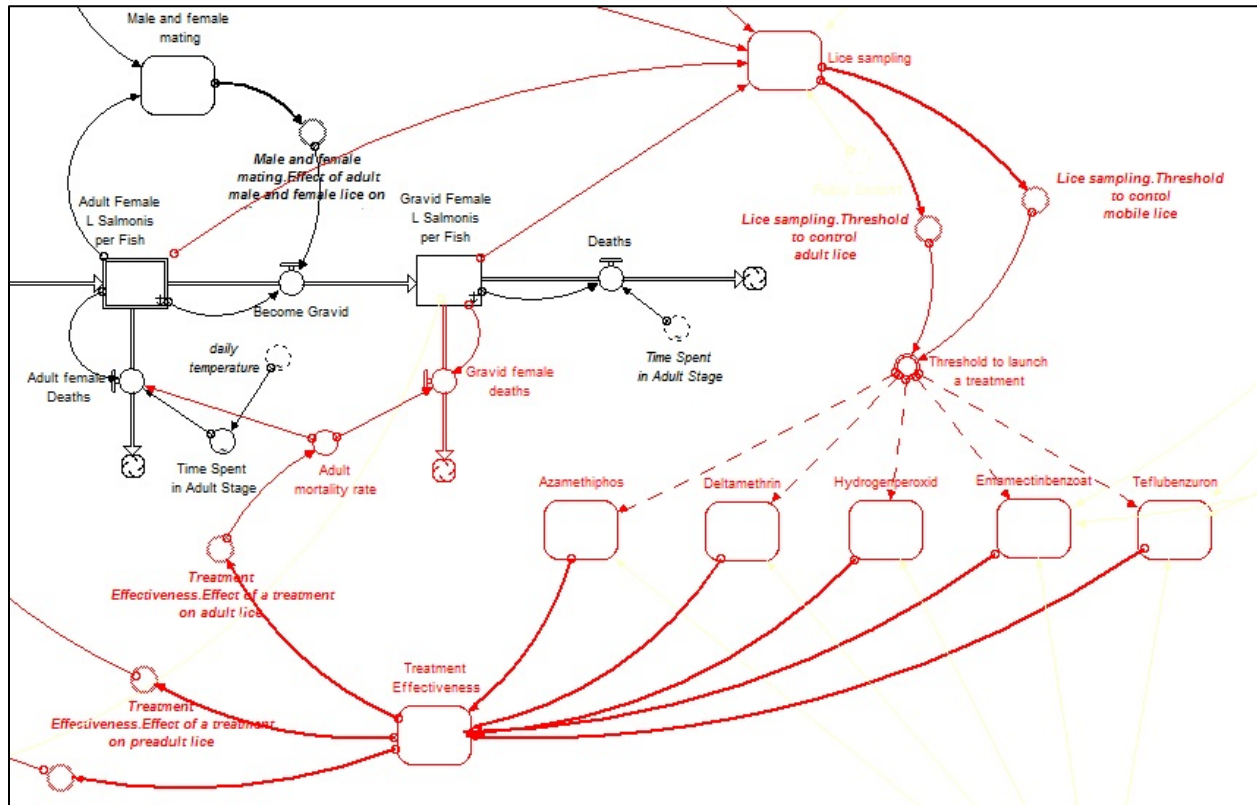 Male and female
mating
Lice sampling
Male and female
mating.Effect of adult
male and female lice on
Adult Female
L Salmonis
per Fish
Gravid Female
L Salmonis
per Fish
Lice sampling.Threshold
to contol
mobile lice
Lice sampling.Threshold
to control
adult lice
Deaths
Become Gravid
daily
temperature
Time Spent
in Adult Stage
Adult female
Deaths
Gravid female
deaths
Threshold to launch
a treatment
Time Spent
in Adult Stage
Adult
mortality rate
Azamethiphos
Deltamethrin
Hydrogenperoxid
Emamectinbenzoat
Teflubenzuron
Treatment
Effectiveness.Effect of a treatment
on adult lice
Treatment
Effectiveness
Treatment
Effectiveness.Effect of a treatment
on preadult lice